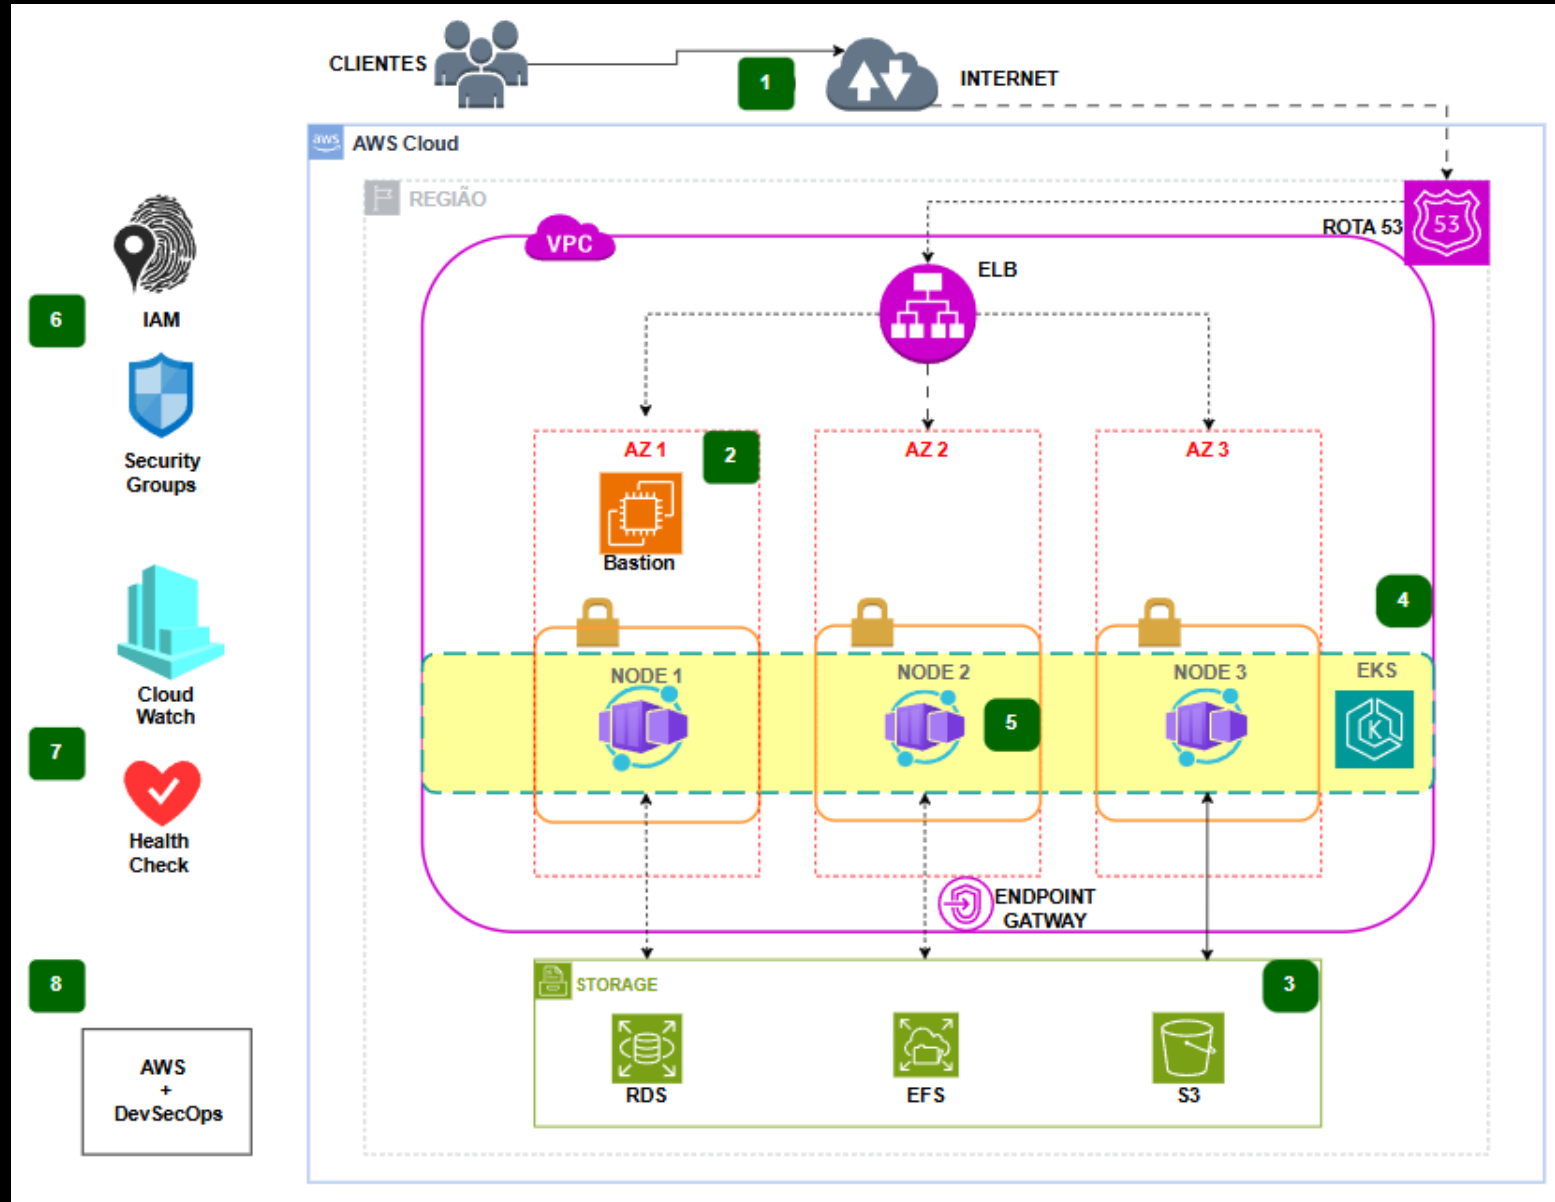 CLIENTES
1
INTERNET
aws
AWS Cloud
REGIÃO
VPC
ROTA 53
53
ELB
IAM
6
Security
Groups
AZ 1
2
AZ 2
AZ 3
Bastion
4
NODE 1
NODE 2
NODE 3
EKS
K
5
Cloud
Watch
7
Health
Check
ENDPOINT
GATWAY
8
STORAGE
3
RDS
EFS
S3
AWS
+
DevSecOps